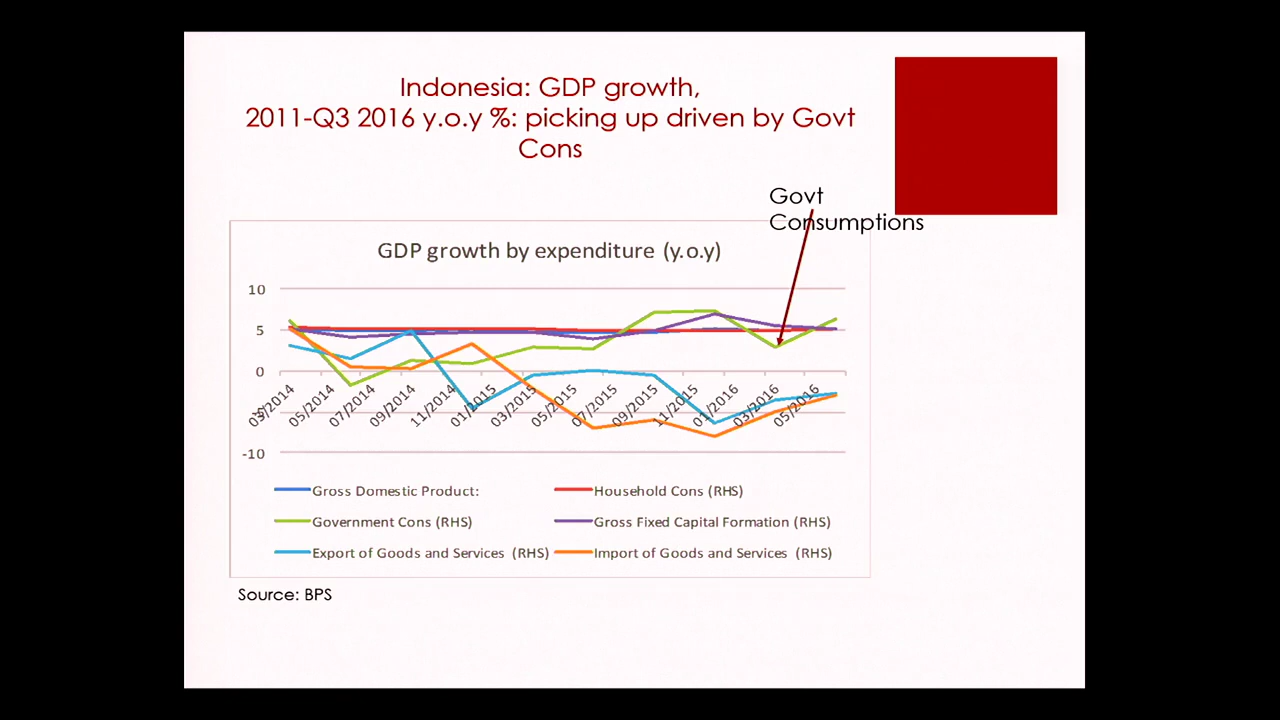 Indonesia: GDP growth,
2011-Q3 2016 y.o.y %: picking up driven by Govt
Cons
Govt
Consumptions
GDP growth by expenditure (y.o.y)
10
5
0
-5
-10
03/2014
05/2014
07/2014
09/2014
11/2014
01/2015
03/2015
05/2015
07/2015
09/2015
11/2015
01/2016
03/2016
05/2016
Gross Domestic Product: Household Cons (RHS)
Government Cons (RHS) Gross Fixed Capital Formation (RHS)
Export of Goods and Services (RHS) Import of Goods and Services (RHS)
Source: BPS